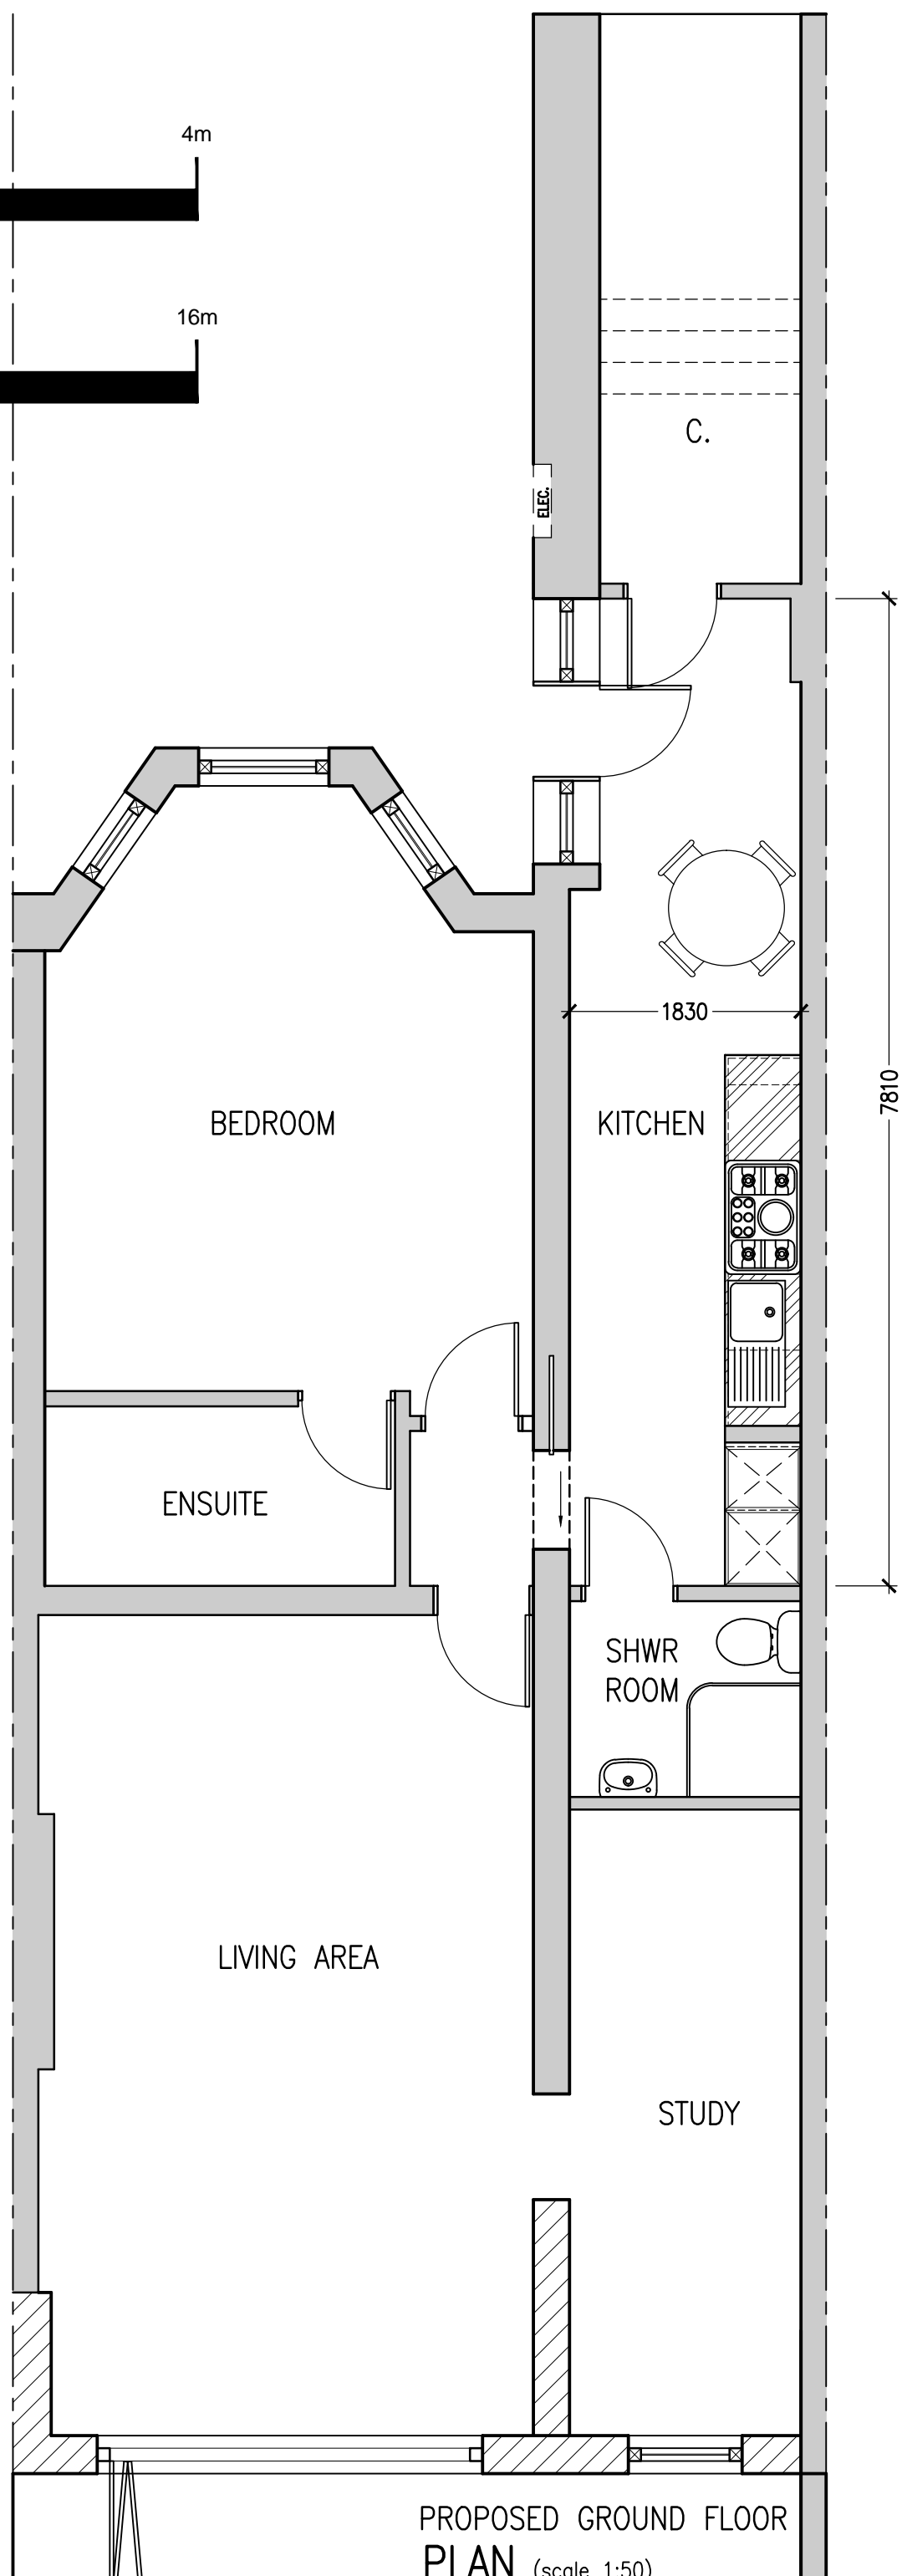 4m
16m
C.
ELEC.
1830
7810
BEDROOM
KITCHEN
ENSUITE
SHWR
ROOM
LIVING AREA
STUDY
PROPOSED GROUND FLOOR
PLAN (scale 1:50)